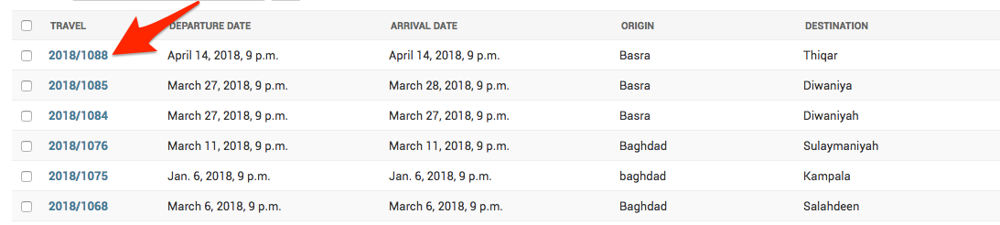 TRAVEL DEPARTURE DATE ARRIVAL DATE ORIGIN DESTINATION
2018/1088 April 14, 2018, 9 p.m. April 14, 2018, 9 p.m. Basra Thiqar
2018/1085 March 27, 2018, 9 p.m. March 28, 2018, 9 p.m. Basra Diwaniya
2018/1084 March 27, 2018, 9 p.m. March 27, 2018, 9 p.m. Basra Diwaniyah
2018/1076 March 11, 2018, 9 p.m. March 11, 2018, 9 p.m. Baghdad Sulaymaniyah
2018/1075 Jan. 6, 2018, 9 p.m. Jan. 6, 2018, 9 p.m. baghdad Kampala
2018/1068 March 6, 2018, 9 p.m. March 6, 2018, 9 p.m. Baghdad Salahdeen